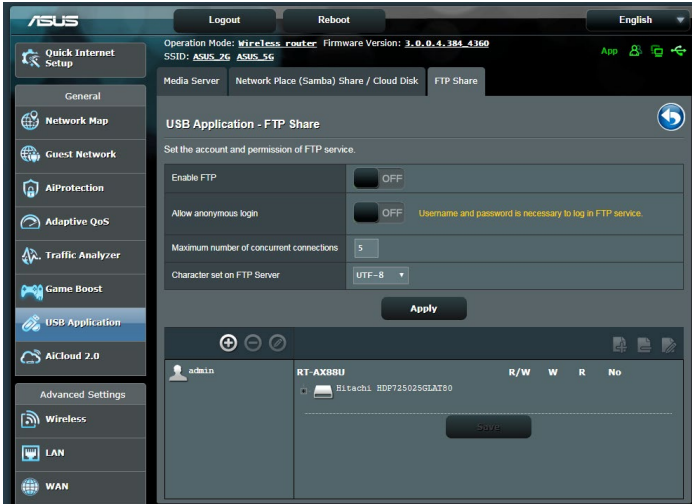 ASUS
Logout
Reboot
English
Operation Mode: Wireless router Firmware Version: 3.0.0.4.384_4360
SSID: ASUS_2G ASUS_5G
App
Quick Internet
Setup
General
Network Map
Guest Network
AiProtection
Adaptive QoS
Traffic Analyzer
Game Boost
USB Application
AiCloud 2.0
Advanced Settings
Wireless
LAN
WAN
Media Server
Network Place (Samba) Share / Cloud Disk
FTP Share
USB Application - FTP Share
Set the account and permission of FTP service.
Enable FTP
OFF
Allow anonymous login
OFF
Username and password is necessary to log in FTP service.
Maximum number of concurrent connections
5
Character set on FTP Server
UTF-8
Apply
admin
RT-AX88U
R/W W R No
Hitachi HDP725025GLAT80
Save